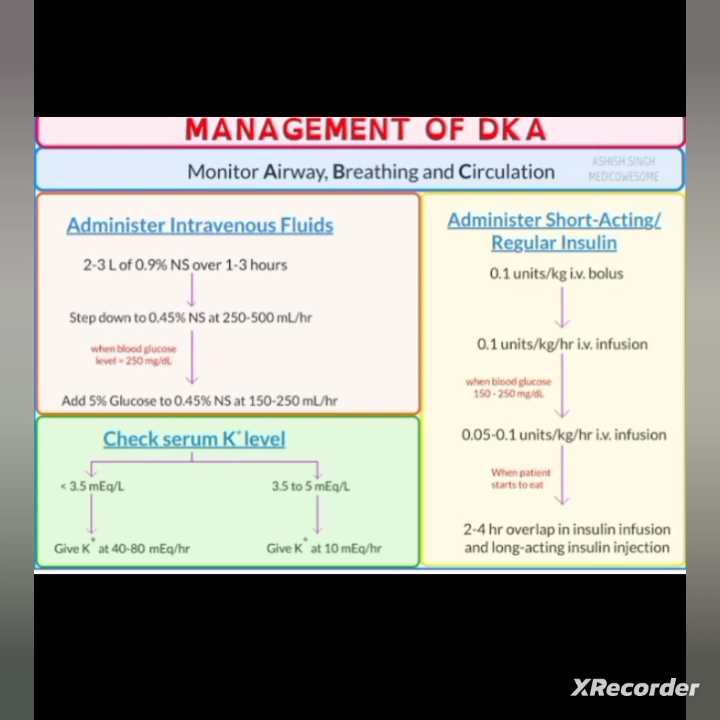 MANAGEMENT OF DKA
Monitor Airway, Breathing and Circulation
ASHISH SINGH
MEDICOWESOME
Administer Intravenous Fluids
2-3 L of 0.9% NS over 1-3 hours
Step down to 0.45% NS at 250-500 mL/hr
when blood glucose
level = 250 mg/dL
Add 5% Glucose to 0.45% NS at 150-250 mL/hr
Check serum K⁺ level
< 3.5 mEq/L
3.5 to 5 mEq/L
Give K⁺ at 40-80 mEq/hr
Give K⁺ at 10 mEq/hr
Administer Short-Acting/
Regular Insulin
0.1 units/kg i.v. bolus
0.1 units/kg/hr i.v. infusion
when blood glucose
150 - 250 mg/dL
0.05-0.1 units/kg/hr i.v. infusion
When patient
starts to eat
2-4 hr overlap in insulin infusion
and long-acting insulin injection
XRecorder